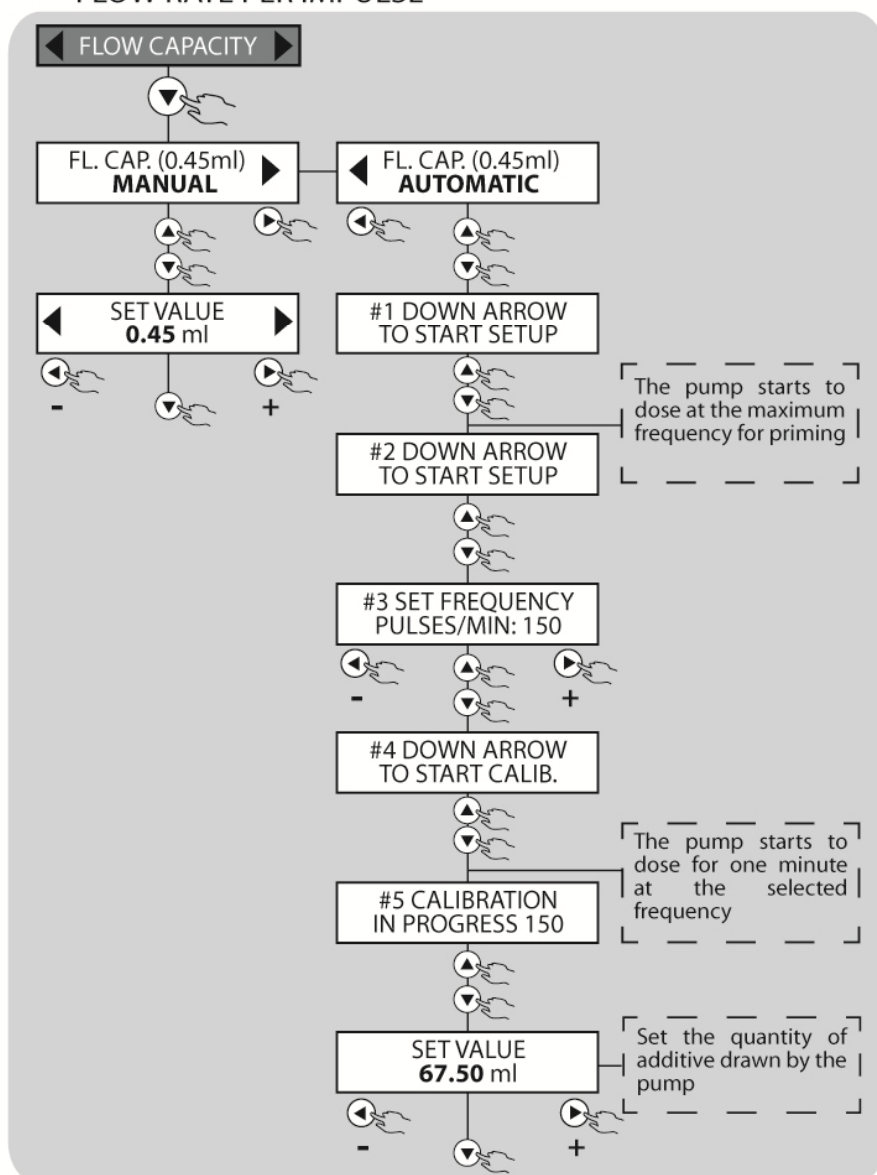 FLOW RATE PER IMPULSE
FLOW CAPACITY
FL. CAP. (0.45ml)
MANUAL
FL. CAP. (0.45ml)
AUTOMATIC
SET VALUE
0.45 ml
- +
#1 DOWN ARROW
TO START SETUP
The pump starts to
dose at the maximum
frequency for priming
#2 DOWN ARROW
TO START SETUP
#3 SET FREQUENCY
PULSES/MIN: 150
- +
#4 DOWN ARROW
TO START CALIB.
The pump starts to
dose for one minute
at the selected
frequency
#5 CALIBRATION
IN PROGRESS 150
SET VALUE
67.50 ml
Set the quantity of
additive drawn by the
pump
- +